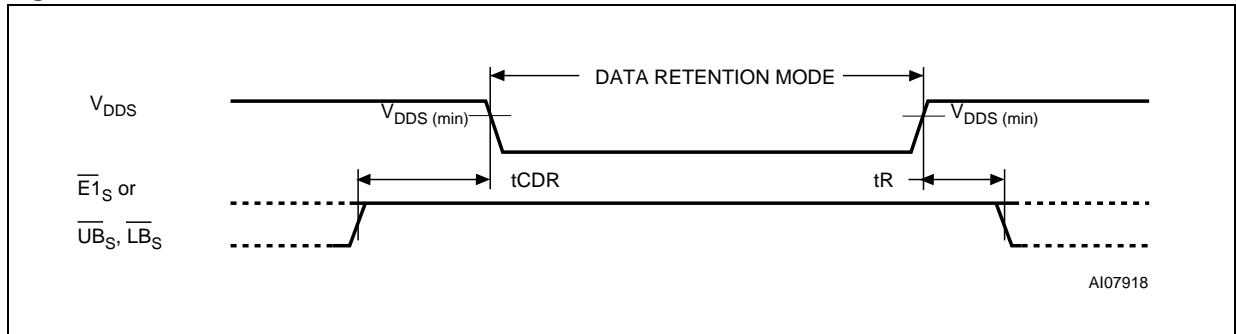 DATA RETENTION MODE
VDDS
VDDS (min)
VDDS (min)
E1S or
UBS, LBS
tCDR
tR
AI07918